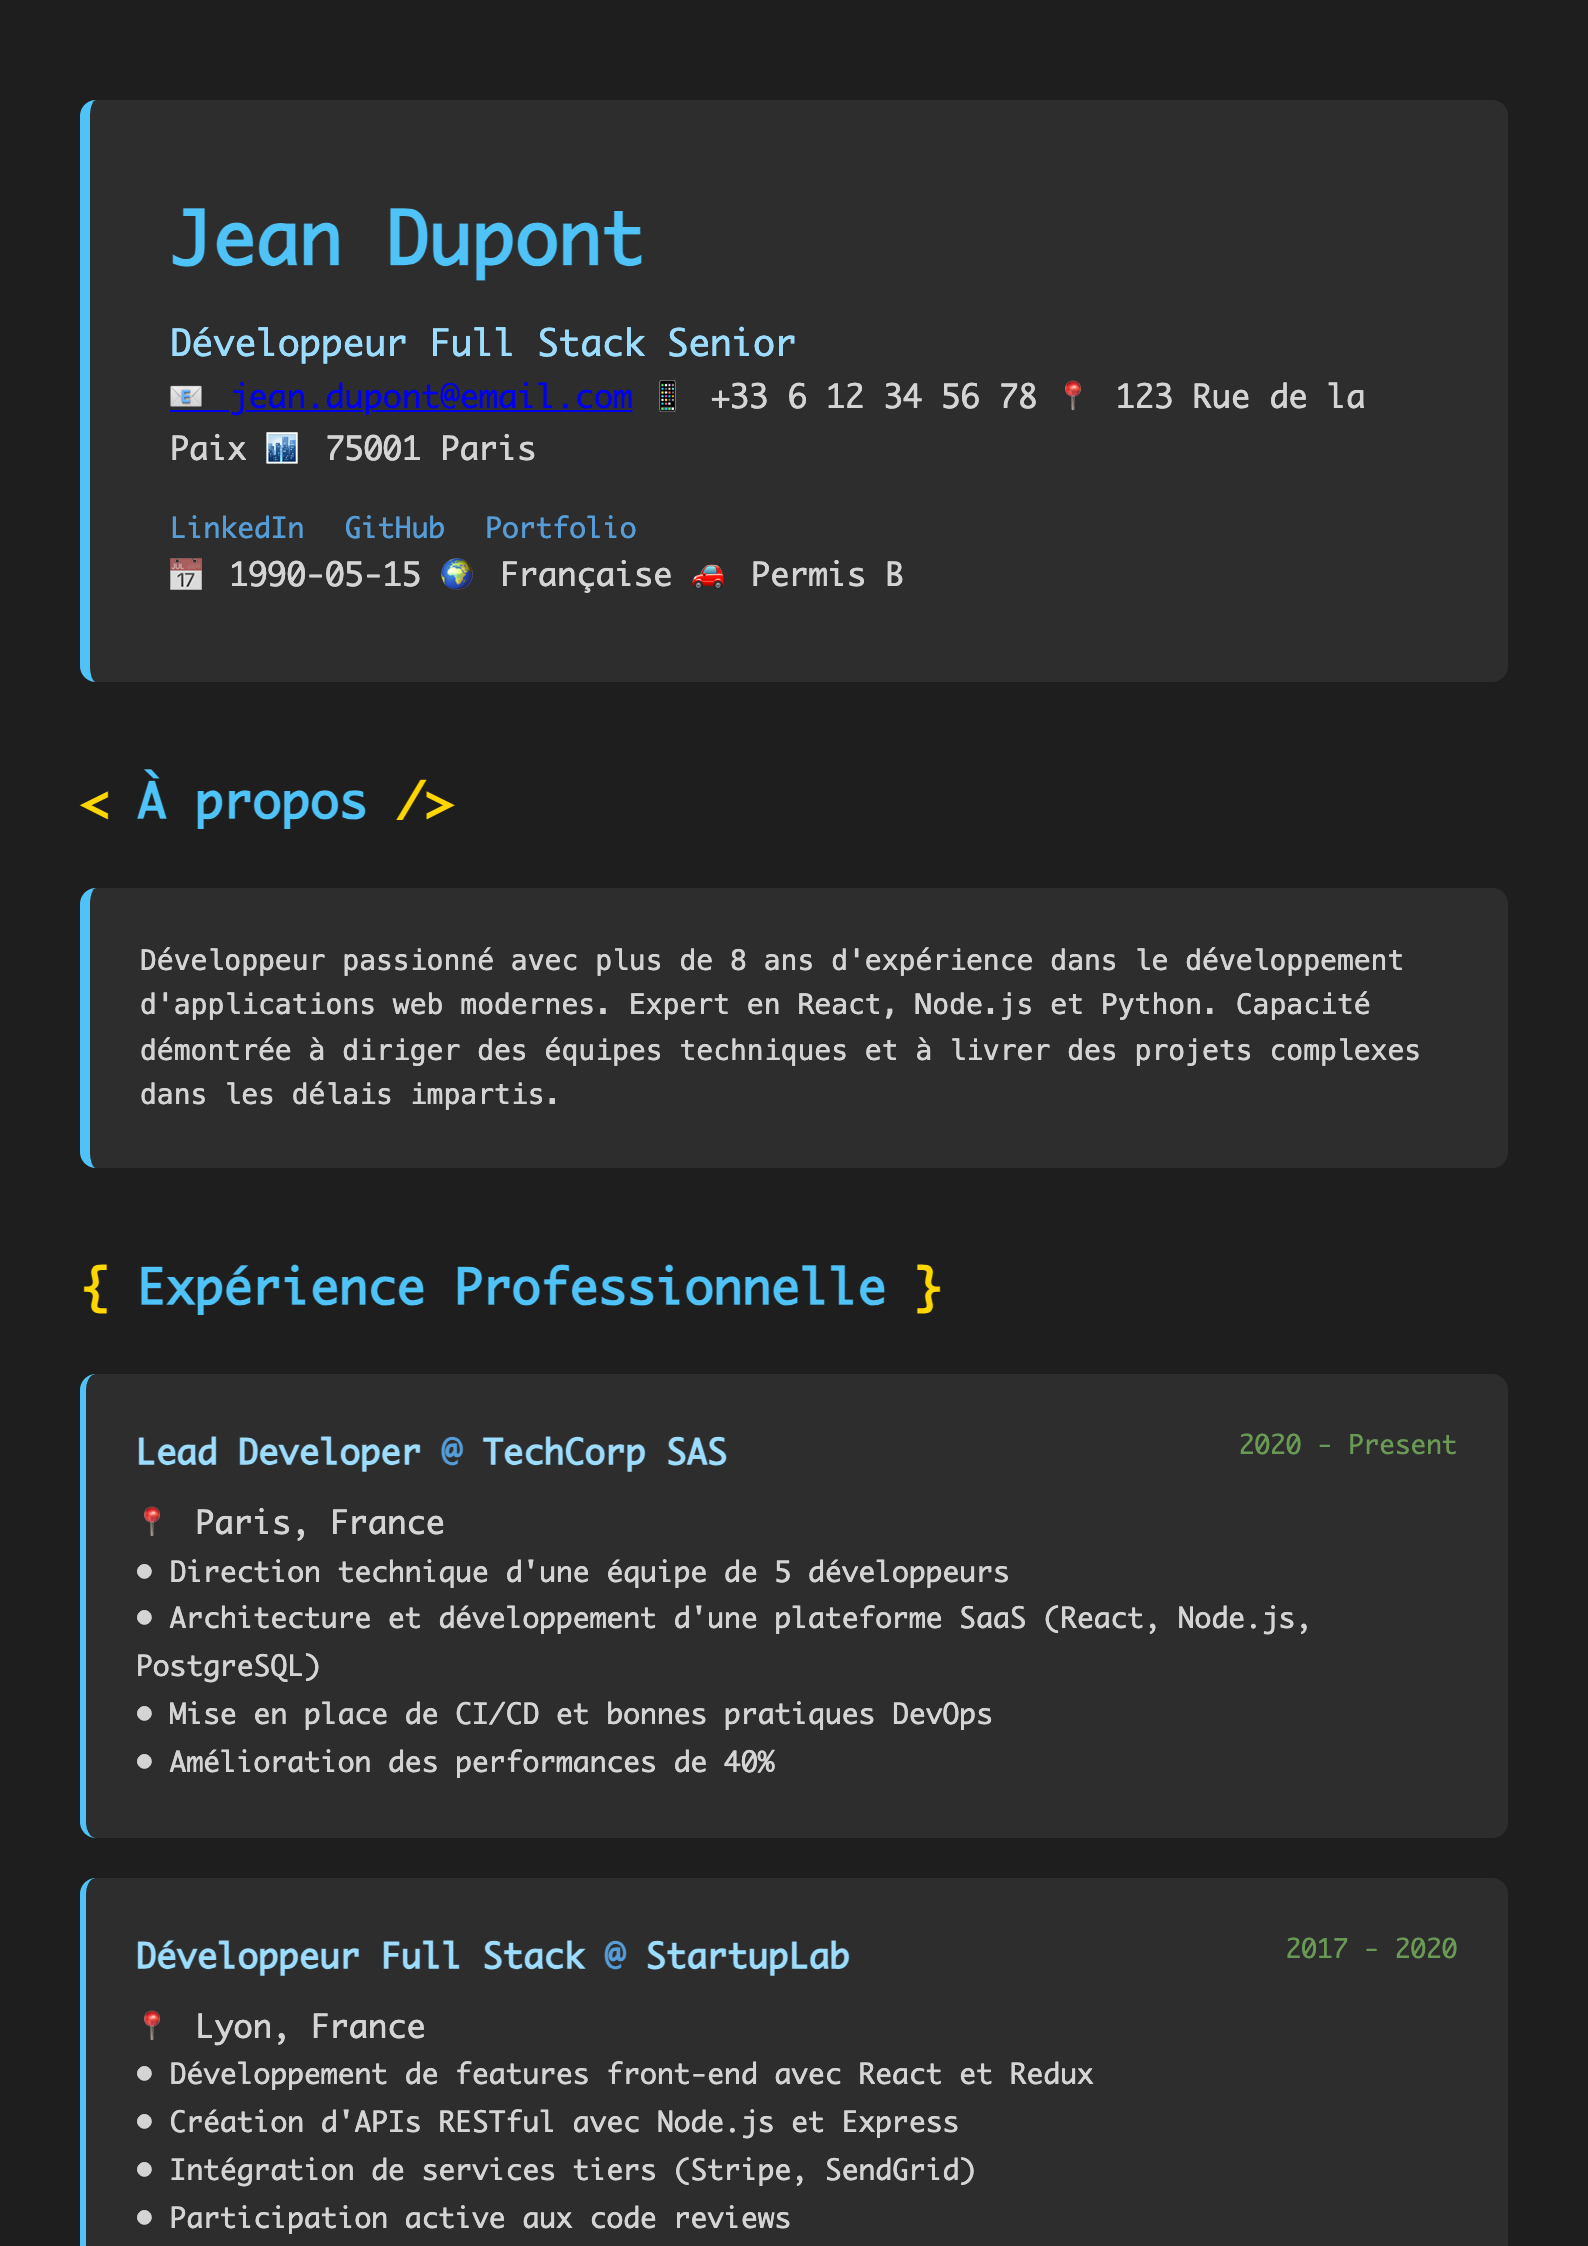 Jean Dupont
Développeur Full Stack Senior
📧 jean.dupont@email.com 📱 +33 6 12 34 56 78 📍 123 Rue de la
Paix 🏙️ 75001 Paris
LinkedIn GitHub Portfolio
📅 1990-05-15 🌍 Française 🚗 Permis B
< À propos />
Développeur passionné avec plus de 8 ans d'expérience dans le développement
d'applications web modernes. Expert en React, Node.js et Python. Capacité
démontrée à diriger des équipes techniques et à livrer des projets complexes
dans les délais impartis.
{ Expérience Professionnelle }
Lead Developer @ TechCorp SAS 2020 - Present
📍 Paris, France
● Direction technique d'une équipe de 5 développeurs
● Architecture et développement d'une plateforme SaaS (React, Node.js,
PostgreSQL)
● Mise en place de CI/CD et bonnes pratiques DevOps
● Amélioration des performances de 40%
Développeur Full Stack @ StartupLab 2017 - 2020
📍 Lyon, France
● Développement de features front-end avec React et Redux
● Création d'APIs RESTful avec Node.js et Express
● Intégration de services tiers (Stripe, SendGrid)
● Participation active aux code reviews